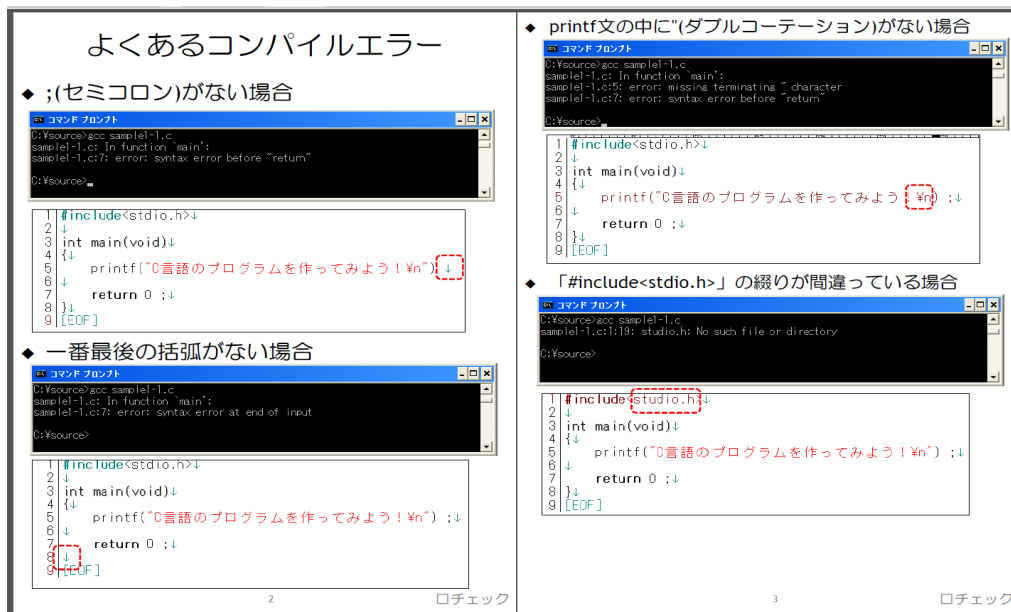 よくあるコンパイルエラー
◆ ;(セミコロン)がない場合
コマンド プロンプト
C:¥source>gcc sample1-1.c
sample1-1.c: In function `main':
sample1-1.c:7: error: syntax error before "return"
C:¥source>_
1 #include<stdio.h>↓
2 ↓
3 int main(void)↓
4 {↓
5 printf("C言語のプログラムを作ってみよう!¥n") ↓
6 ↓
7 return 0 ;↓
8 }↓
9 [EOF]
◆ 一番最後の括弧がない場合
コマンド プロンプト
C:¥source>gcc sample1-1.c
sample1-1.c: In function `main':
sample1-1.c:7: error: syntax error at end of input
C:¥source>
1 #include<stdio.h>↓
2 ↓
3 int main(void)↓
4 {↓
5 printf("C言語のプログラムを作ってみよう!¥n") ;↓
6 ↓
7 return 0 ;↓
8 ↓
9 [EOF]
2
□チェック
◆ printf文の中に"(ダブルコーテーション)がない場合
コマンド プロンプト
C:¥source>gcc sample1-1.c
sample1-1.c: In function `main':
sample1-1.c:5: error: missing terminating " character
sample1-1.c:7: error: syntax error before "return"
C:¥source>_
1 #include<stdio.h>↓
2 ↓
3 int main(void)↓
4 {↓
5 printf("C言語のプログラムを作ってみよう!¥n) ;↓
6 ↓
7 return 0 ;↓
8 }↓
9 [EOF]
◆ 「#include<stdio.h>」の綴りが間違っている場合
コマンド プロンプト
C:¥source>gcc sample1-1.c
sample1-1.c:1:19: studio.h: No such file or directory
C:¥source>
1 #include<studio.h>↓
2 ↓
3 int main(void)↓
4 {↓
5 printf("C言語のプログラムを作ってみよう!¥n") ;↓
6 ↓
7 return 0 ;↓
8 }↓
9 [EOF]
3
□チェック